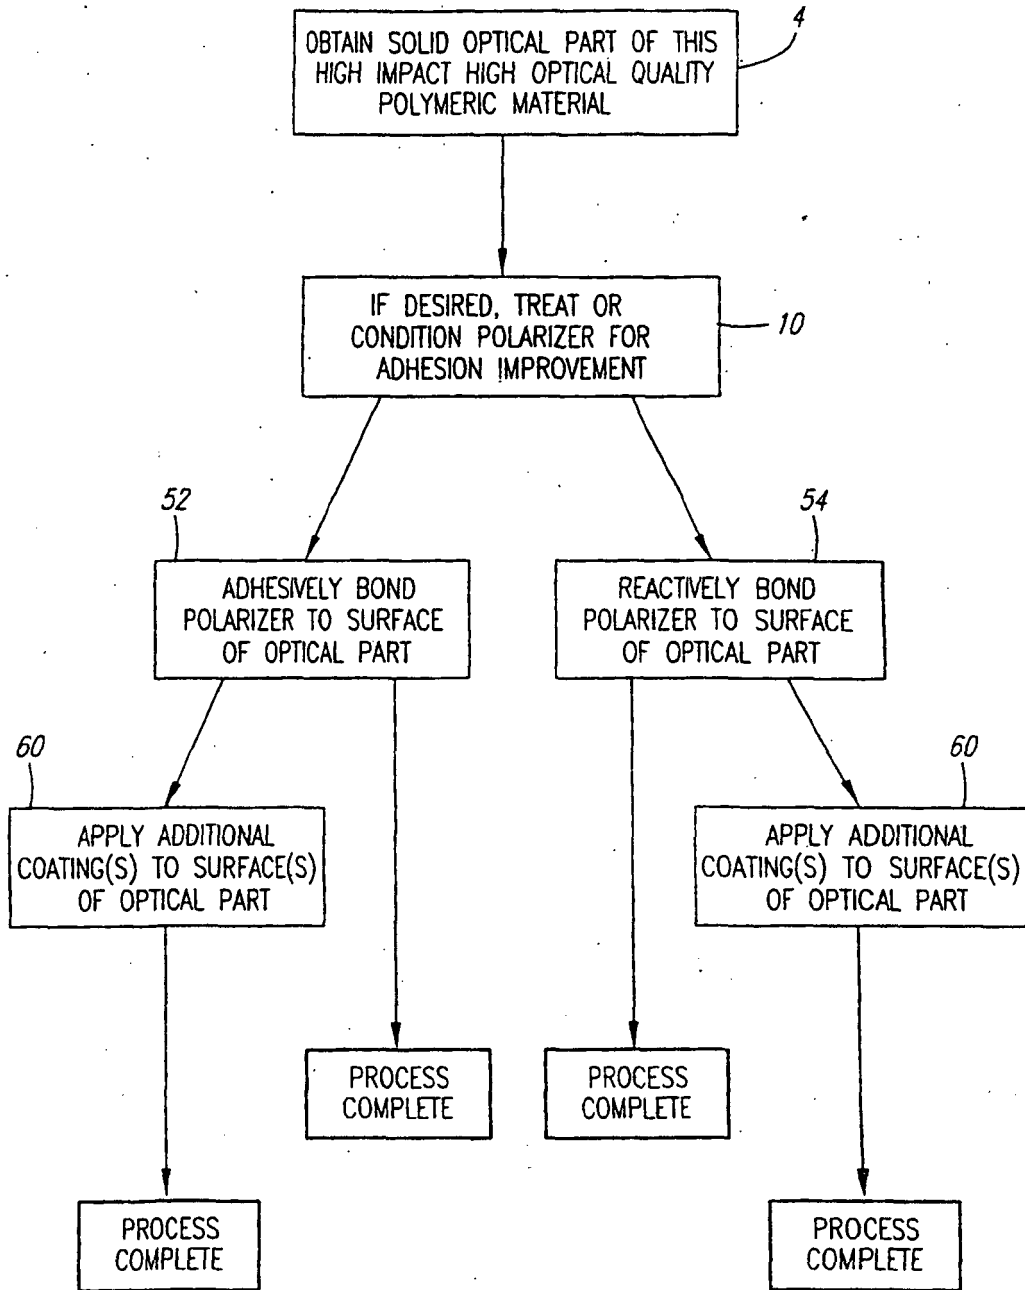 4
OBTAIN SOLID OPTICAL PART OF THIS
HIGH IMPACT HIGH OPTICAL QUALITY
POLYMERIC MATERIAL
IF DESIRED, TREAT OR
CONDITION POLARIZER FOR
ADHESION IMPROVEMENT
10
52
ADHESIVELY BOND
POLARIZER TO SURFACE
OF OPTICAL PART
54
REACTIVELY BOND
POLARIZER TO SURFACE
OF OPTICAL PART
60
APPLY ADDITIONAL
COATING(S) TO SURFACE(S)
OF OPTICAL PART
60
APPLY ADDITIONAL
COATING(S) TO SURFACE(S)
OF OPTICAL PART
PROCESS
COMPLETE
PROCESS
COMPLETE
PROCESS
COMPLETE
PROCESS
COMPLETE